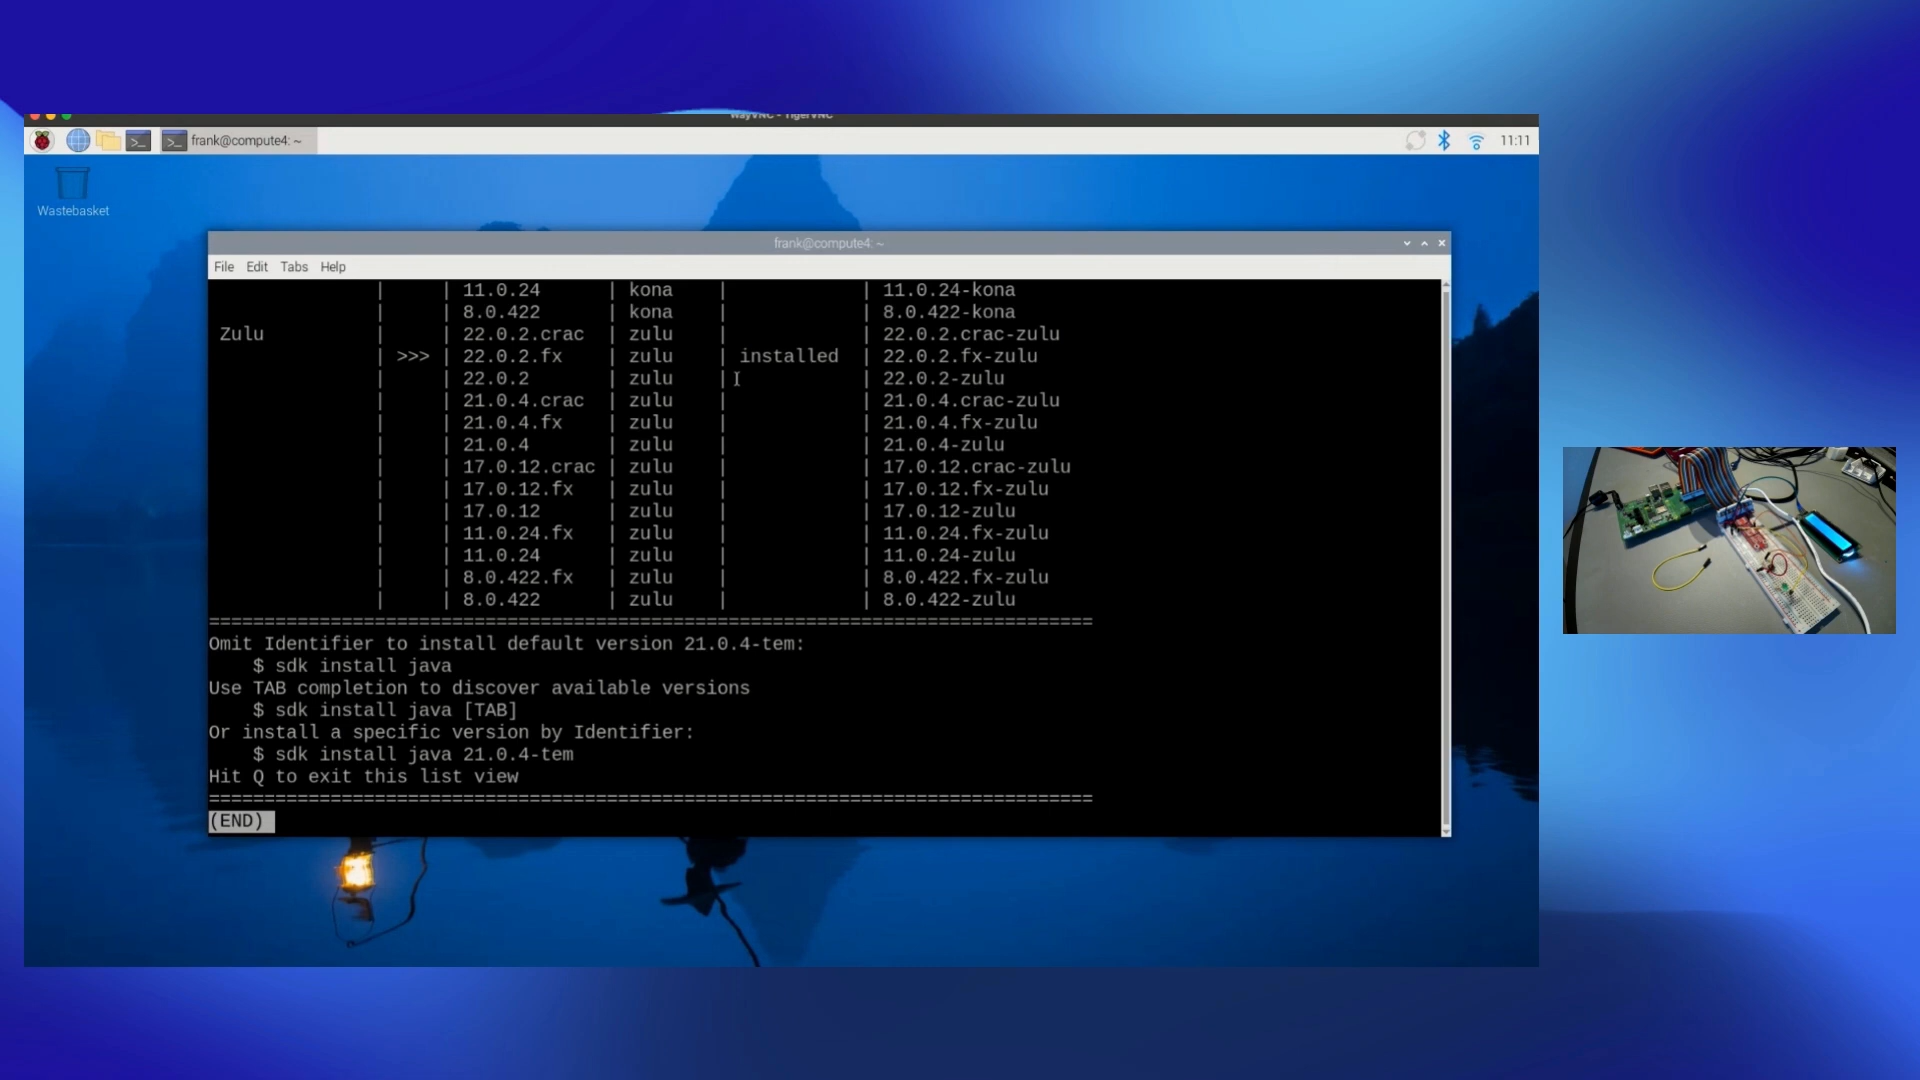 WayVNC - TigerVNC
frank@compute4: ~
11:11
Wastebasket
frank@compute4: ~
File Edit Tabs Help
| | 11.0.24 | kona | | 11.0.24-kona
| | 8.0.422 | kona | | 8.0.422-kona
Zulu | | 22.0.2.crac | zulu | | 22.0.2.crac-zulu
| >>> | 22.0.2.fx | zulu | installed | 22.0.2.fx-zulu
| | 22.0.2 | zulu | | 22.0.2-zulu
| | 21.0.4.crac | zulu | | 21.0.4.crac-zulu
| | 21.0.4.fx | zulu | | 21.0.4.fx-zulu
| | 21.0.4 | zulu | | 21.0.4-zulu
| | 17.0.12.crac | zulu | | 17.0.12.crac-zulu
| | 17.0.12.fx | zulu | | 17.0.12.fx-zulu
| | 17.0.12 | zulu | | 17.0.12-zulu
| | 11.0.24.fx | zulu | | 11.0.24.fx-zulu
| | 11.0.24 | zulu | | 11.0.24-zulu
| | 8.0.422.fx | zulu | | 8.0.422.fx-zulu
| | 8.0.422 | zulu | | 8.0.422-zulu
================================================================================
Omit Identifier to install default version 21.0.4-tem:
$ sdk install java
Use TAB completion to discover available versions
$ sdk install java [TAB]
Or install a specific version by Identifier:
$ sdk install java 21.0.4-tem
Hit Q to exit this list view
================================================================================
(END)